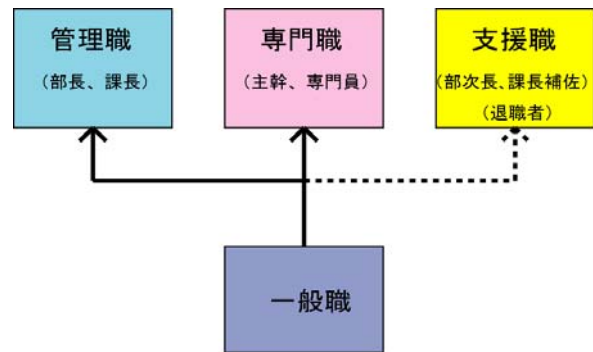 管理職
（部長、課長）
専門職
（主幹、専門員）
支援職
（部次長、課長補佐）
（退職者）
一般職